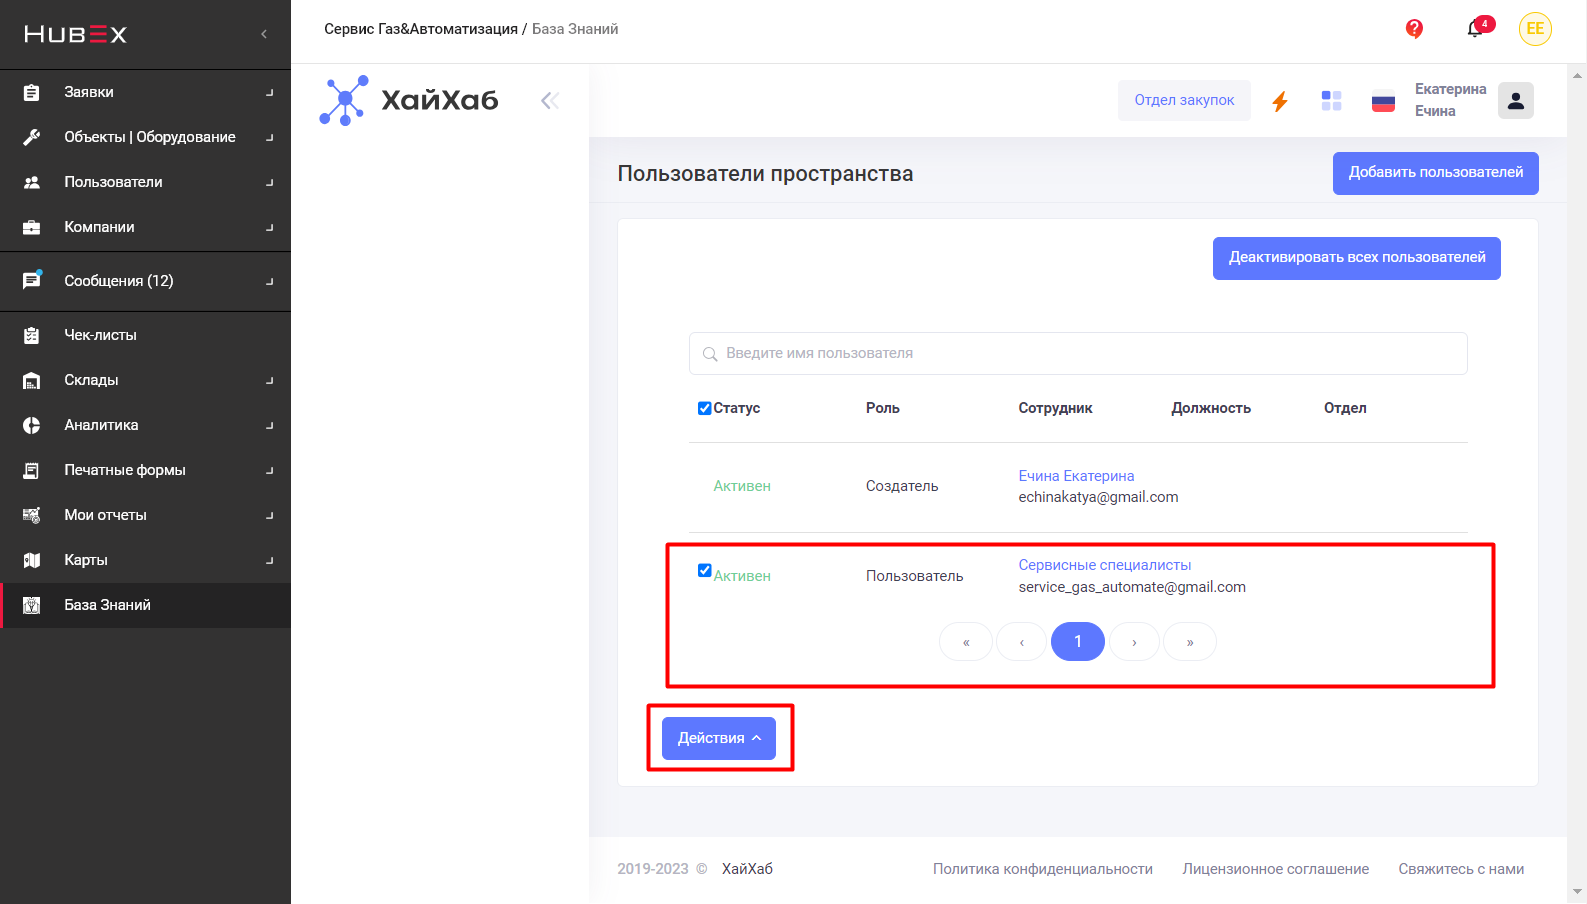 HUBEX
Сервис Газ&Автоматизация / База Знаний
4
ЕЕ
Заявки
Объекты | Оборудование
Пользователи
Компании
Сообщения (12)
Чек-листы
Склады
Аналитика
Печатные формы
Мои отчеты
Карты
База Знаний
ХайХаб
Отдел закупок
Екатерина
Ечина
Пользователи пространства
Добавить пользователей
Деактивировать всех пользователей
Введите имя пользователя
Статус Роль Сотрудник Должность Отдел
Активен Создатель Ечина Екатерина
echinakatya@gmail.com
Активен Пользователь Сервисные специалисты
service_gas_automate@gmail.com
« ‹ 1 › »
Действия
2019-2023 © ХайХаб
Политика конфиденциальности Лицензионное соглашение Свяжитесь с нами